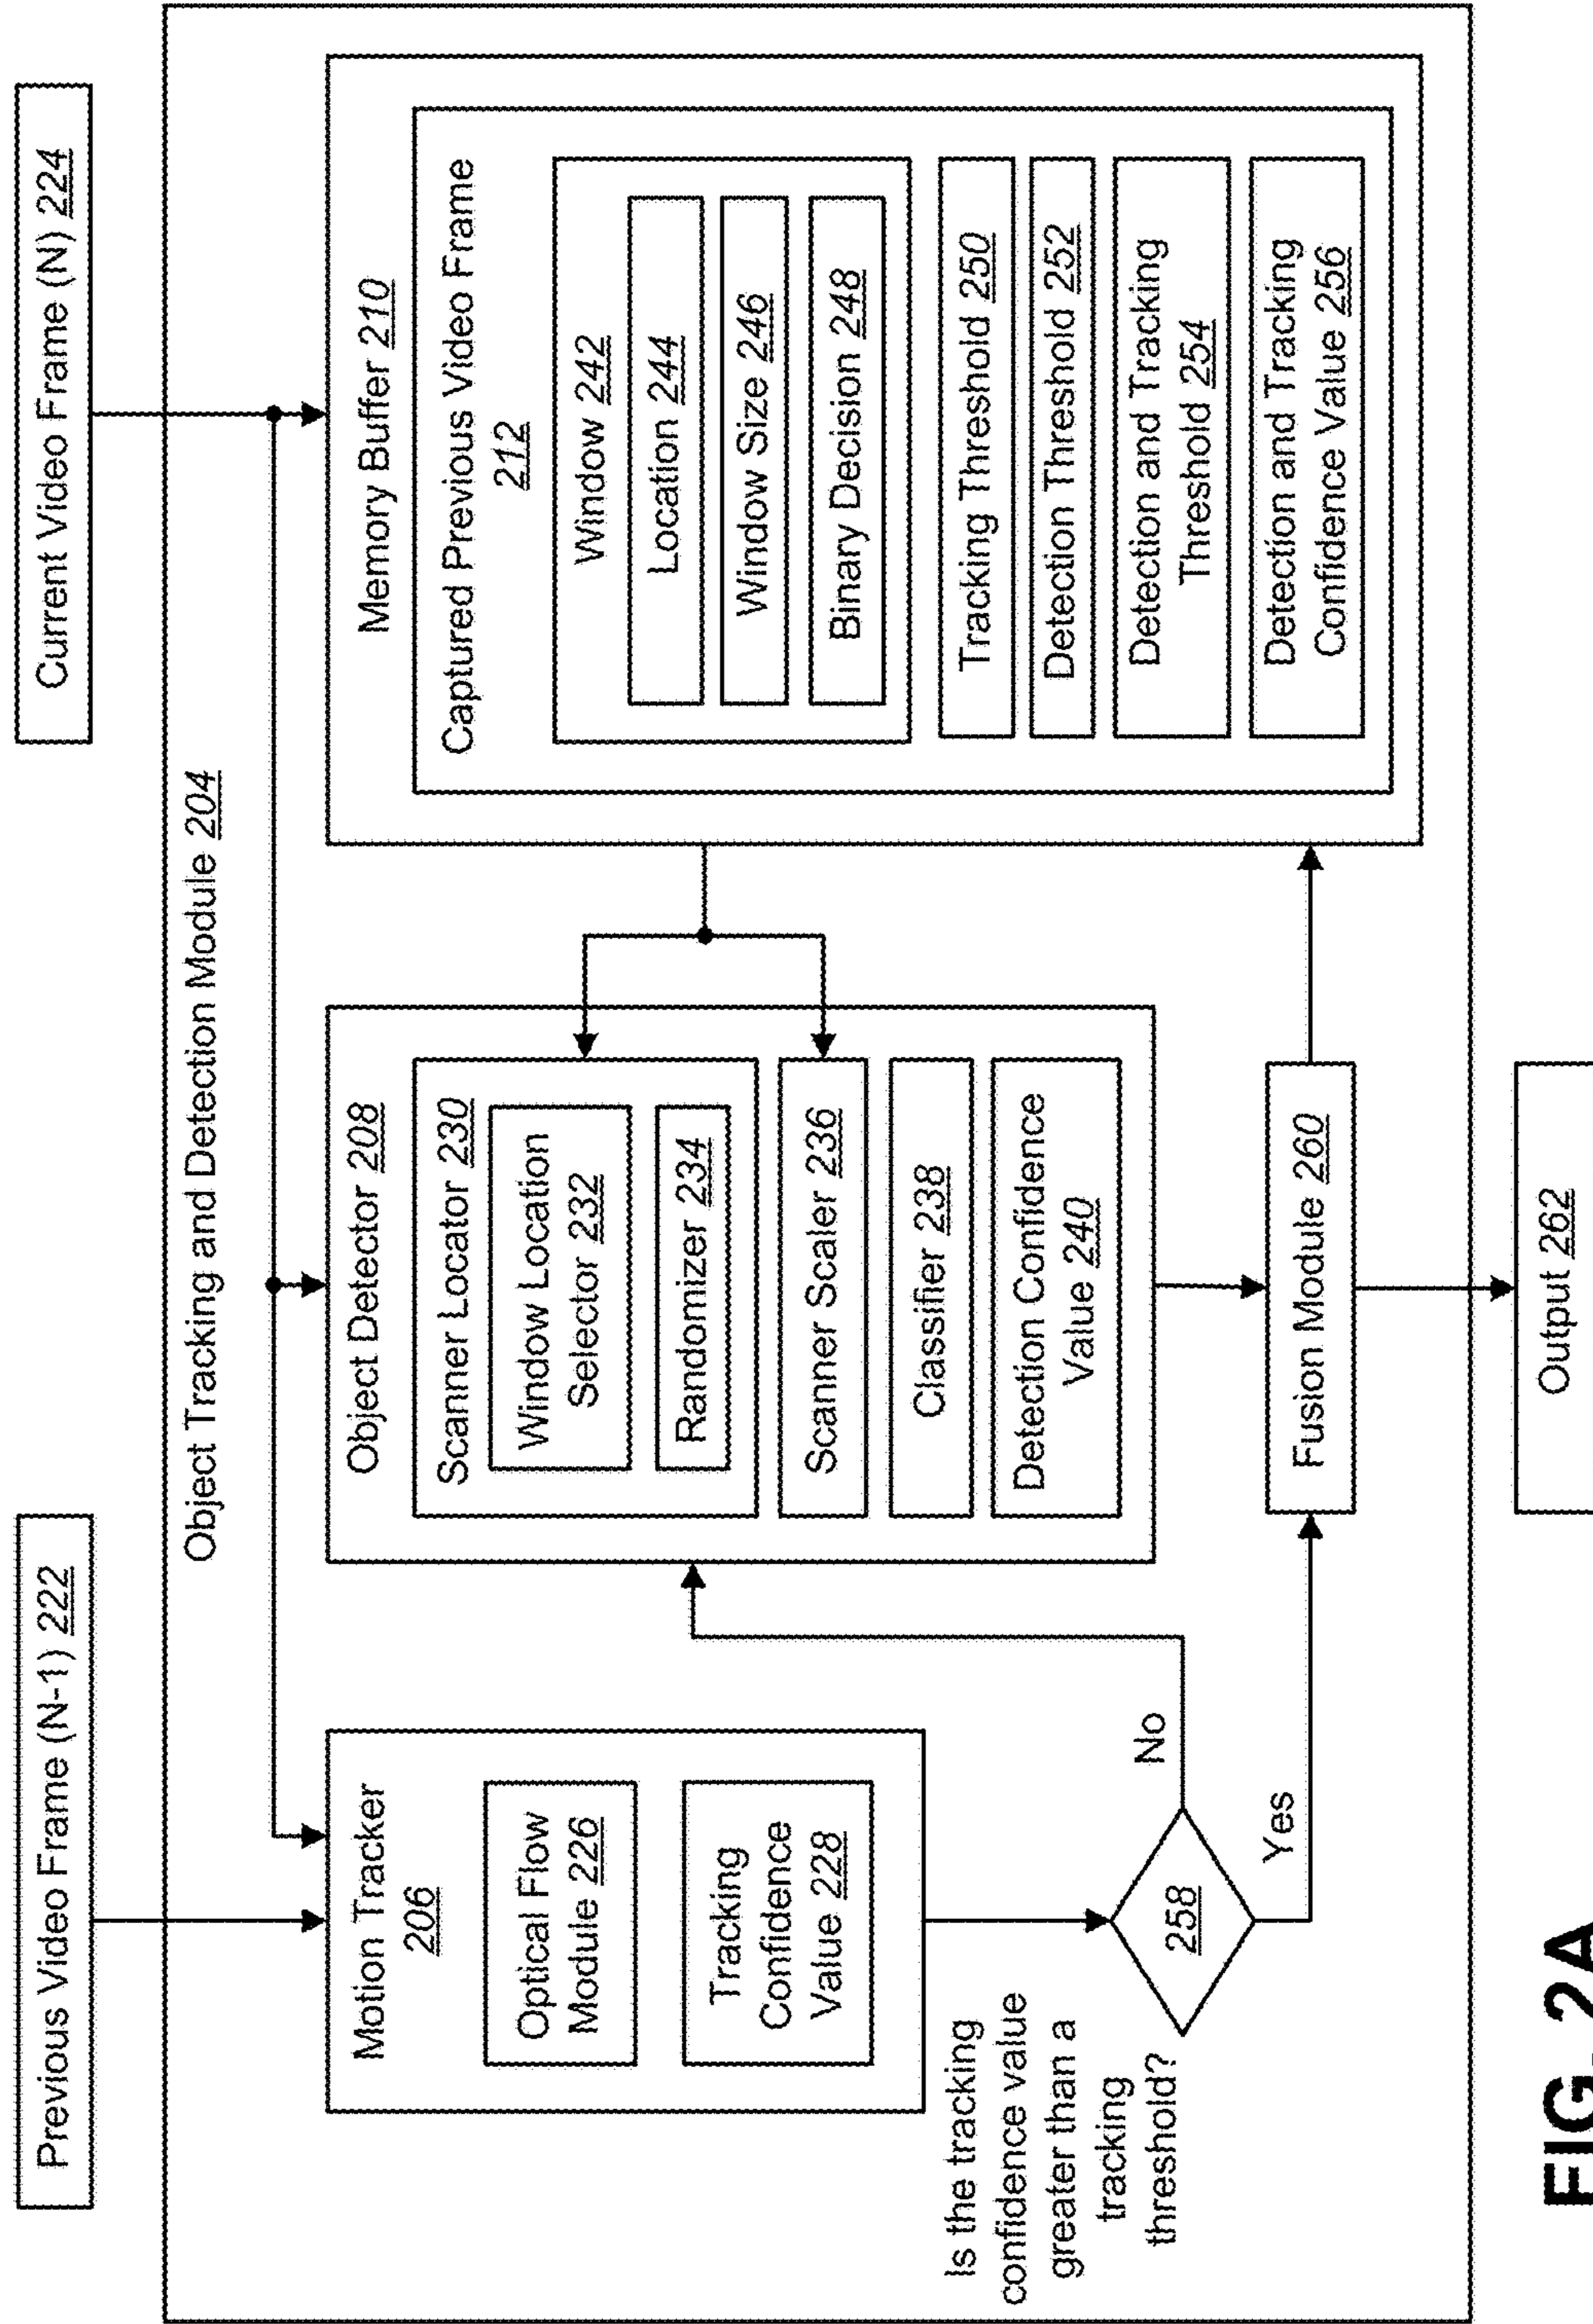 Previous Video Frame (N-1) 222
Current Video Frame (N) 224
Object Tracking and Detection Module 204
Motion Tracker
206
Optical Flow
Module 226
Tracking
Confidence
Value 228
Is the tracking
confidence value
greater than a
tracking
threshold?
258
No
Yes
Object Detector 208
Scanner Locator 230
Window Location
Selector 232
Randomizer 234
Scanner Scaler 236
Classifier 238
Detection Confidence
Value 240
Fusion Module 260
Memory Buffer 210
Captured Previous Video Frame
212
Window 242
Location 244
Window Size 246
Binary Decision 248
Tracking Threshold 250
Detection Threshold 252
Detection and Tracking
Threshold 254
Detection and Tracking
Confidence Value 256
Output 262
FIG. 2A